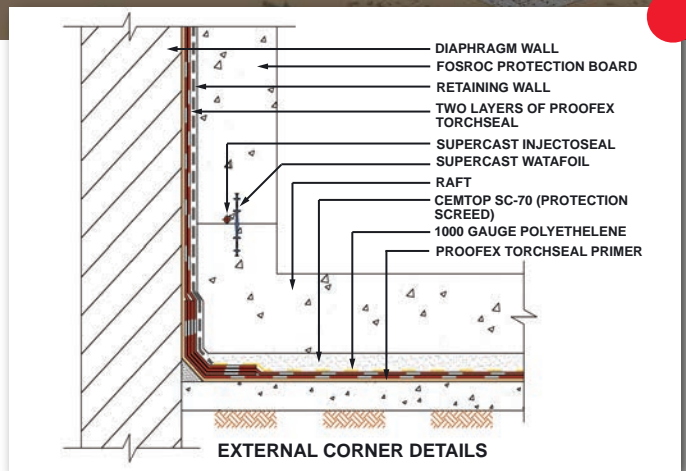 DIAPHRAGM WALL
FOSROC PROTECTION BOARD
RETAINING WALL
TWO LAYERS OF PROOFEX
TORCHSEAL
SUPERCAST INJECTOSEAL
SUPERCAST WATAFOIL
RAFT
CEMTOP SC-70 (PROTECTION
SCREED)
1000 GAUGE POLYETHELENE
PROOFEX TORCHSEAL PRIMER
EXTERNAL CORNER DETAILS